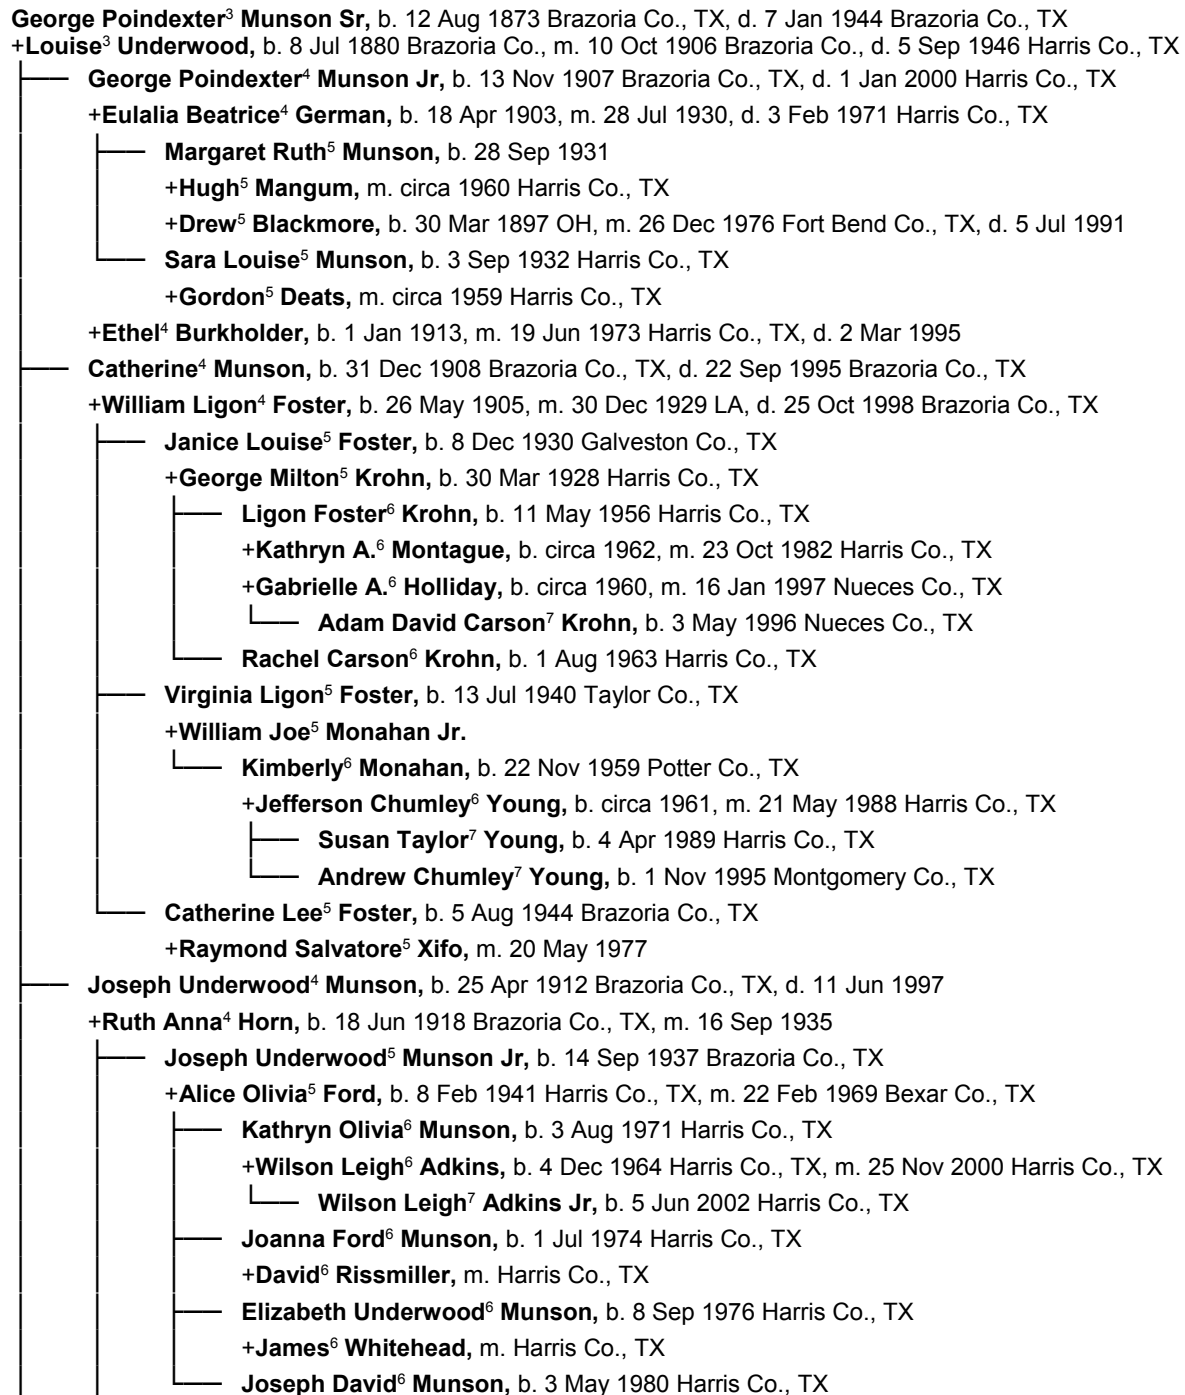 George Poindexter³ Munson Sr, b. 12 Aug 1873 Brazoria Co., TX, d. 7 Jan 1944 Brazoria Co., TX
+Louise³ Underwood, b. 8 Jul 1880 Brazoria Co., m. 10 Oct 1906 Brazoria Co., d. 5 Sep 1946 Harris Co., TX
George Poindexter⁴ Munson Jr, b. 13 Nov 1907 Brazoria Co., TX, d. 1 Jan 2000 Harris Co., TX
+Eulalia Beatrice⁴ German, b. 18 Apr 1903, m. 28 Jul 1930, d. 3 Feb 1971 Harris Co., TX
Margaret Ruth⁵ Munson, b. 28 Sep 1931
+Hugh⁵ Mangum, m. circa 1960 Harris Co., TX
+Drew⁵ Blackmore, b. 30 Mar 1897 OH, m. 26 Dec 1976 Fort Bend Co., TX, d. 5 Jul 1991
Sara Louise⁵ Munson, b. 3 Sep 1932 Harris Co., TX
+Gordon⁵ Deats, m. circa 1959 Harris Co., TX
+Ethel⁴ Burkholder, b. 1 Jan 1913, m. 19 Jun 1973 Harris Co., TX, d. 2 Mar 1995
Catherine⁴ Munson, b. 31 Dec 1908 Brazoria Co., TX, d. 22 Sep 1995 Brazoria Co., TX
+William Ligon⁴ Foster, b. 26 May 1905, m. 30 Dec 1929 LA, d. 25 Oct 1998 Brazoria Co., TX
Janice Louise⁵ Foster, b. 8 Dec 1930 Galveston Co., TX
+George Milton⁵ Krohn, b. 30 Mar 1928 Harris Co., TX
Ligon Foster⁶ Krohn, b. 11 May 1956 Harris Co., TX
+Kathryn A.⁶ Montague, b. circa 1962, m. 23 Oct 1982 Harris Co., TX
+Gabrielle A.⁶ Holliday, b. circa 1960, m. 16 Jan 1997 Nueces Co., TX
Adam David Carson⁷ Krohn, b. 3 May 1996 Nueces Co., TX
Rachel Carson⁶ Krohn, b. 1 Aug 1963 Harris Co., TX
Virginia Ligon⁵ Foster, b. 13 Jul 1940 Taylor Co., TX
+William Joe⁵ Monahan Jr.
Kimberly⁶ Monahan, b. 22 Nov 1959 Potter Co., TX
+Jefferson Chumley⁶ Young, b. circa 1961, m. 21 May 1988 Harris Co., TX
Susan Taylor⁷ Young, b. 4 Apr 1989 Harris Co., TX
Andrew Chumley⁷ Young, b. 1 Nov 1995 Montgomery Co., TX
Catherine Lee⁵ Foster, b. 5 Aug 1944 Brazoria Co., TX
+Raymond Salvatore⁵ Xifo, m. 20 May 1977
Joseph Underwood⁴ Munson, b. 25 Apr 1912 Brazoria Co., TX, d. 11 Jun 1997
+Ruth Anna⁴ Horn, b. 18 Jun 1918 Brazoria Co., TX, m. 16 Sep 1935
Joseph Underwood⁵ Munson Jr, b. 14 Sep 1937 Brazoria Co., TX
+Alice Olivia⁵ Ford, b. 8 Feb 1941 Harris Co., TX, m. 22 Feb 1969 Bexar Co., TX
Kathryn Olivia⁶ Munson, b. 3 Aug 1971 Harris Co., TX
+Wilson Leigh⁶ Adkins, b. 4 Dec 1964 Harris Co., TX, m. 25 Nov 2000 Harris Co., TX
Wilson Leigh⁷ Adkins Jr, b. 5 Jun 2002 Harris Co., TX
Joanna Ford⁶ Munson, b. 1 Jul 1974 Harris Co., TX
+David⁶ Rissmiller, m. Harris Co., TX
Elizabeth Underwood⁶ Munson, b. 8 Sep 1976 Harris Co., TX
+James⁶ Whitehead, m. Harris Co., TX
Joseph David⁶ Munson, b. 3 May 1980 Harris Co., TX